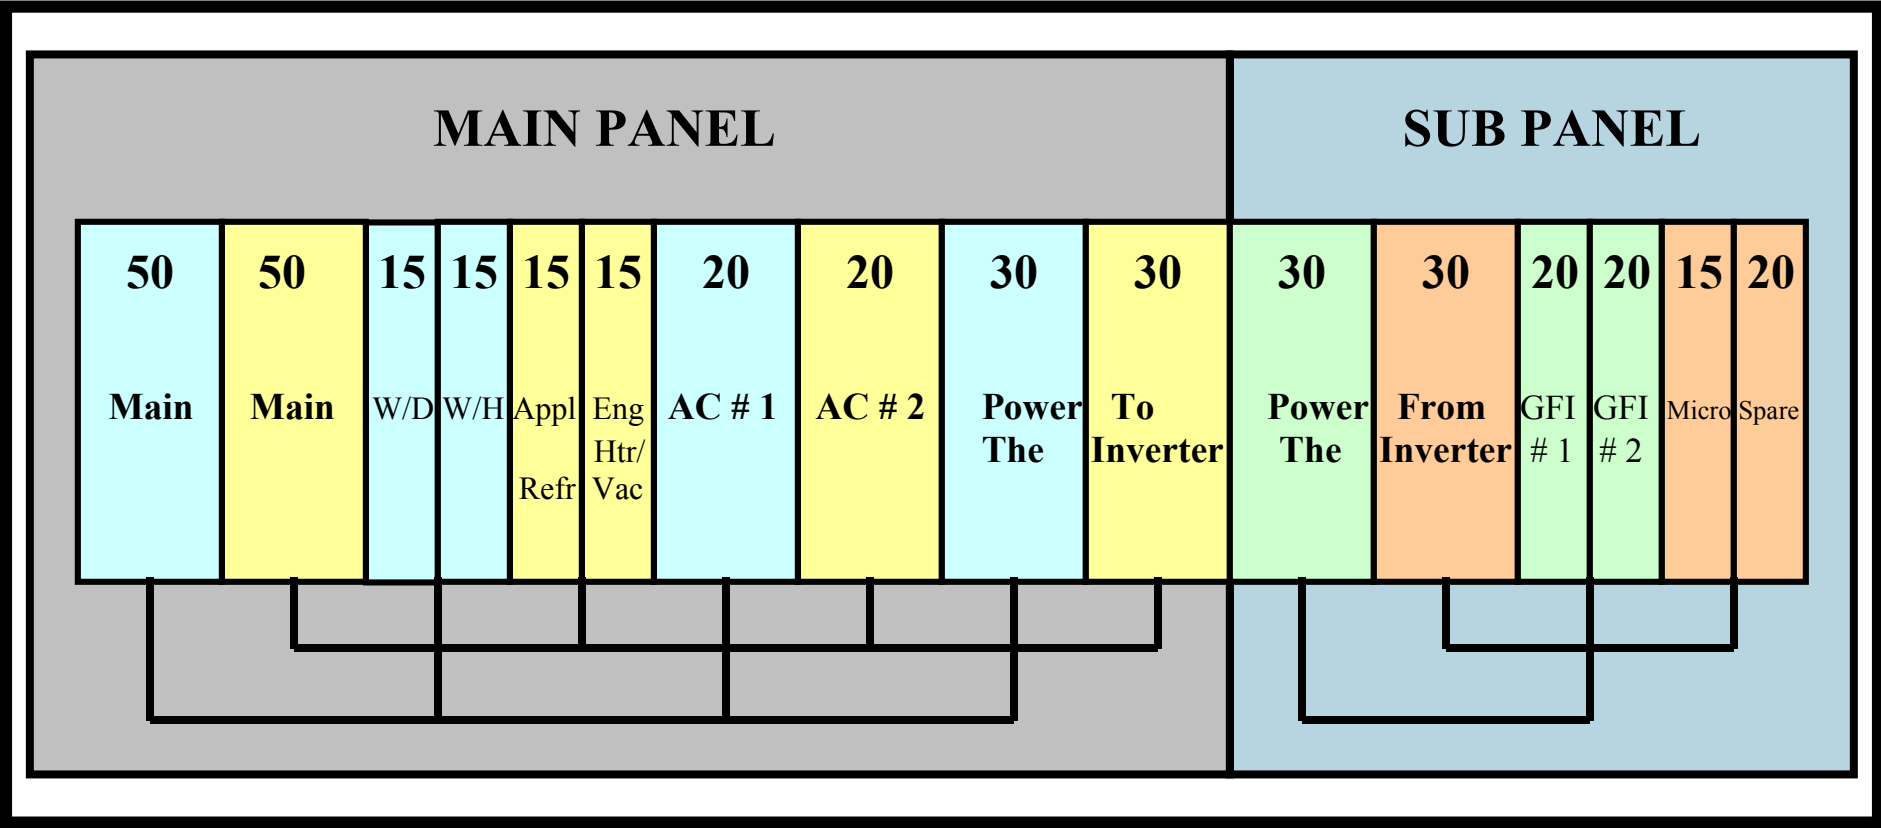 MAIN PANEL SUB PANEL
50 50 15 15 15 15 20 20 30 30 30 30 20 20 15 20
Main Main W/D W/H Appl Eng AC # 1 AC # 2 Power To Power From GFI GFI Micro Spare
Htr/ The Inverter The Inverter # 1 # 2
Refr Vac